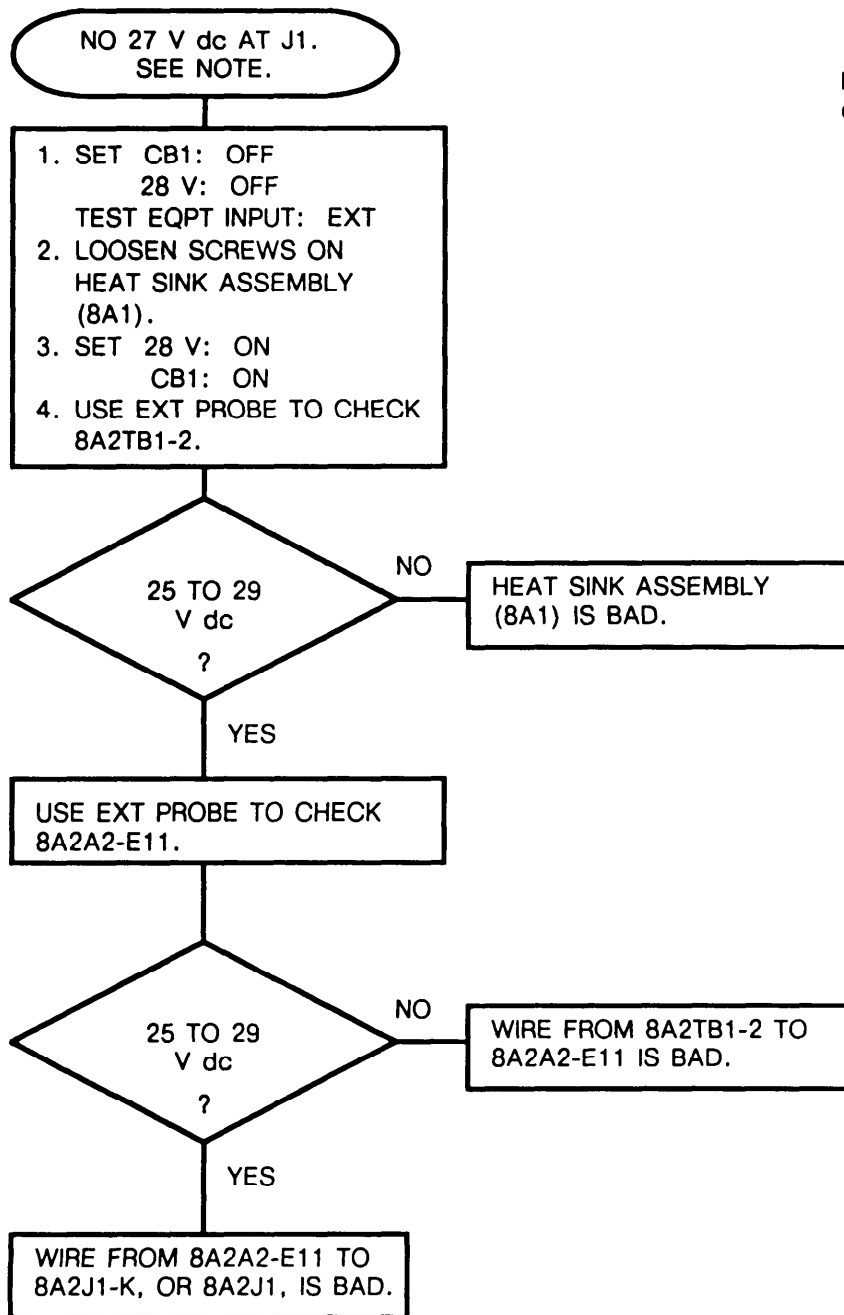 NO 27 V dc AT J1.
SEE NOTE.
1. SET CB1: OFF
28 V: OFF
TEST EQPT INPUT: EXT
2. LOOSEN SCREWS ON
HEAT SINK ASSEMBLY
(8A1).
3. SET 28 V: ON
CB1: ON
4. USE EXT PROBE TO CHECK
8A2TB1-2.
25 TO 29
V dc
?
NO
HEAT SINK ASSEMBLY
(8A1) IS BAD.
YES
USE EXT PROBE TO CHECK
8A2A2-E11.
25 TO 29
V dc
?
NO
WIRE FROM 8A2TB1-2 TO
8A2A2-E11 IS BAD.
YES
WIRE FROM 8A2A2-E11 TO
8A2J1-K, OR 8A2J1, IS BAD.